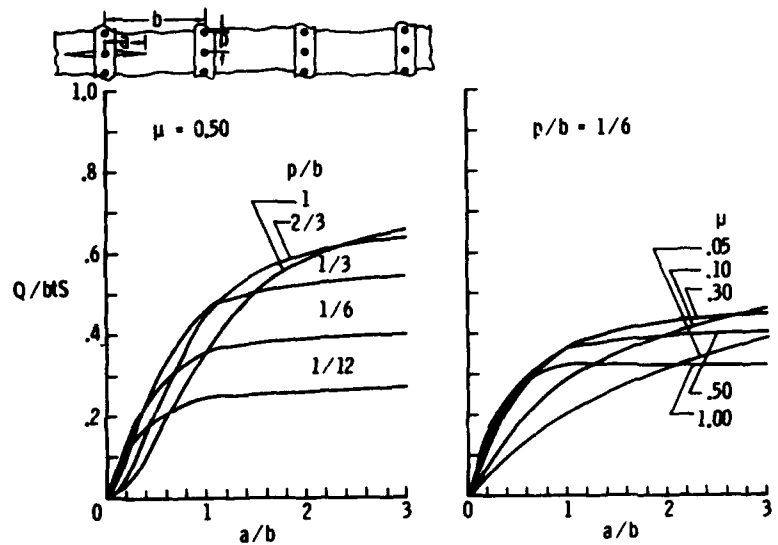 b
a
p
1.0
.8
.6
.4
.2
0
Q/btS
μ = 0.50
p/b
1
2/3
1/3
1/6
1/12
0
1
2
3
a/b
p/b = 1/6
μ
.05
.10
.30
.50
1.00
0
1
2
3
a/b